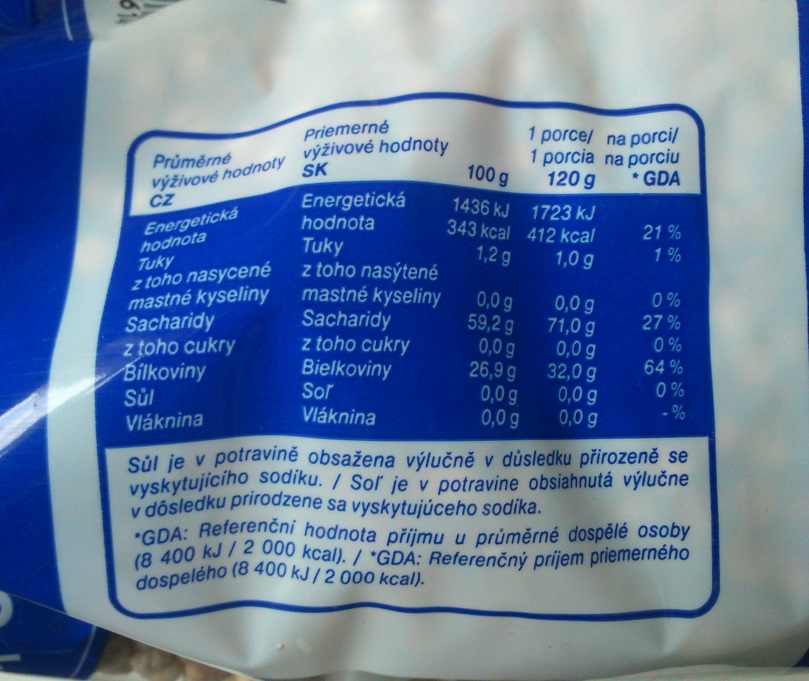 Průměrné výživové hodnoty CZ
Priemerné výživové hodnoty SK
100 g
1 porce/ 1 porcia 120 g
na porci/ na porciu * GDA
Energetická hodnota Energetická hodnota 1436 kJ 1723 kJ
343 kcal 412 kcal 21 %
Tuky Tuky 1,2 g 1,0 g 1 %
z toho nasycené z toho nasýtené
mastné kyseliny mastné kyseliny 0,0 g 0,0 g 0 %
Sacharidy Sacharidy 59,2 g 71,0 g 27 %
z toho cukry z toho cukry 0,0 g 0,0 g 0 %
Bílkoviny Bielkoviny 26,9 g 32,0 g 64 %
Sůl Soľ 0,0 g 0,0 g 0 %
Vláknina Vláknina 0,0 g 0,0 g - %
Sůl je v potravině obsažena výlučně v důsledku přirozeně se
vyskytujícího sodíku. / Soľ je v potravine obsiahnutá výlučne
v dôsledku prirodzene sa vyskytujúceho sodíka.
*GDA: Referenční hodnota příjmu u průměrné dospělé osoby
(8 400 kJ / 2 000 kcal). / *GDA: Referenčný príjem priemerného
dospelého (8 400 kJ / 2 000 kcal).